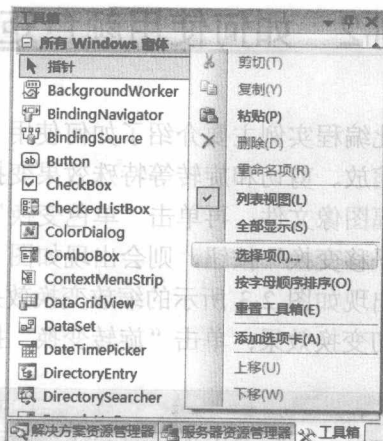 工具箱
所有 Windows 窗体
指针
BackgroundWorker
BindingNavigator
BindingSource
Button
CheckBox
CheckedListBox
ColorDialog
ComboBox
ContextMenuStrip
DataGridView
DataSet
DateTimePicker
DirectoryEntry
DirectorySearcher
剪切(T)
复制(Y)
粘贴(P)
删除(D)
重命名项(R)
列表视图(L)
全部显示(S)
选择项(I)...
按字母顺序排序(O)
重置工具箱(E)
添加选项卡(A)
上移(U)
下移(W)
解决方案资源管理器
服务器资源管理器
工具箱